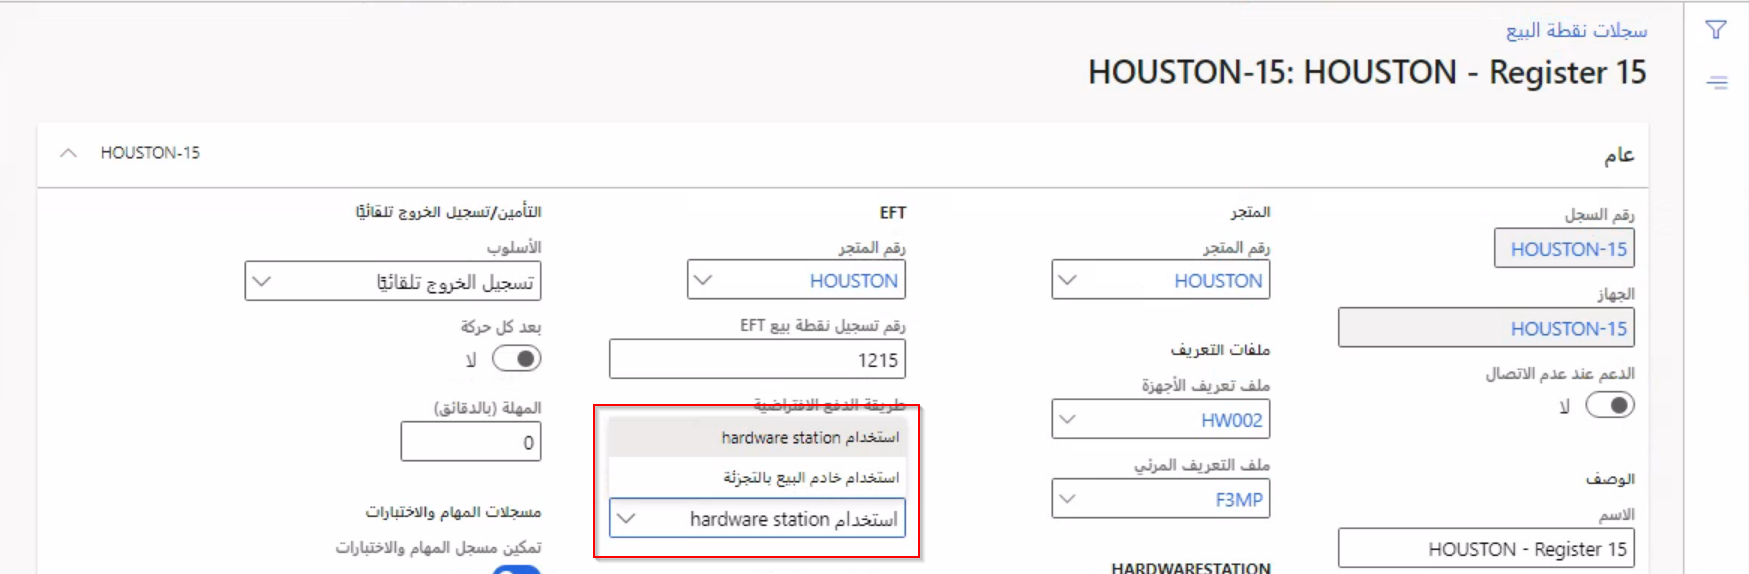 سجلات نقطة البيع
HOUSTON-15: HOUSTON - Register 15
عام
HOUSTON-15
رقم السجل
HOUSTON-15
الجهاز
HOUSTON-15
الدعم عند عدم الاتصال
لا
الوصف
الاسم
HOUSTON - Register 15
المتجر
رقم المتجر
HOUSTON
ملفات التعريف
ملف تعريف الأجهزة
HW002
ملف التعريف المرئي
F3MP
HARDWARESTATION
EFT
رقم المتجر
HOUSTON
رقم تسجيل نقطة بيع EFT
1215
طريقة الدفع الافتراضية
استخدام hardware station
استخدام خادم البيع بالتجزئة
استخدام hardware station
التأمين/تسجيل الخروج تلقائيًا
الأسلوب
تسجيل الخروج تلقائيًا
بعد كل حركة
لا
المهلة (بالدقائق)
0
مسجلات المهام والاختبارات
تمكين مسجل المهام والاختبارات